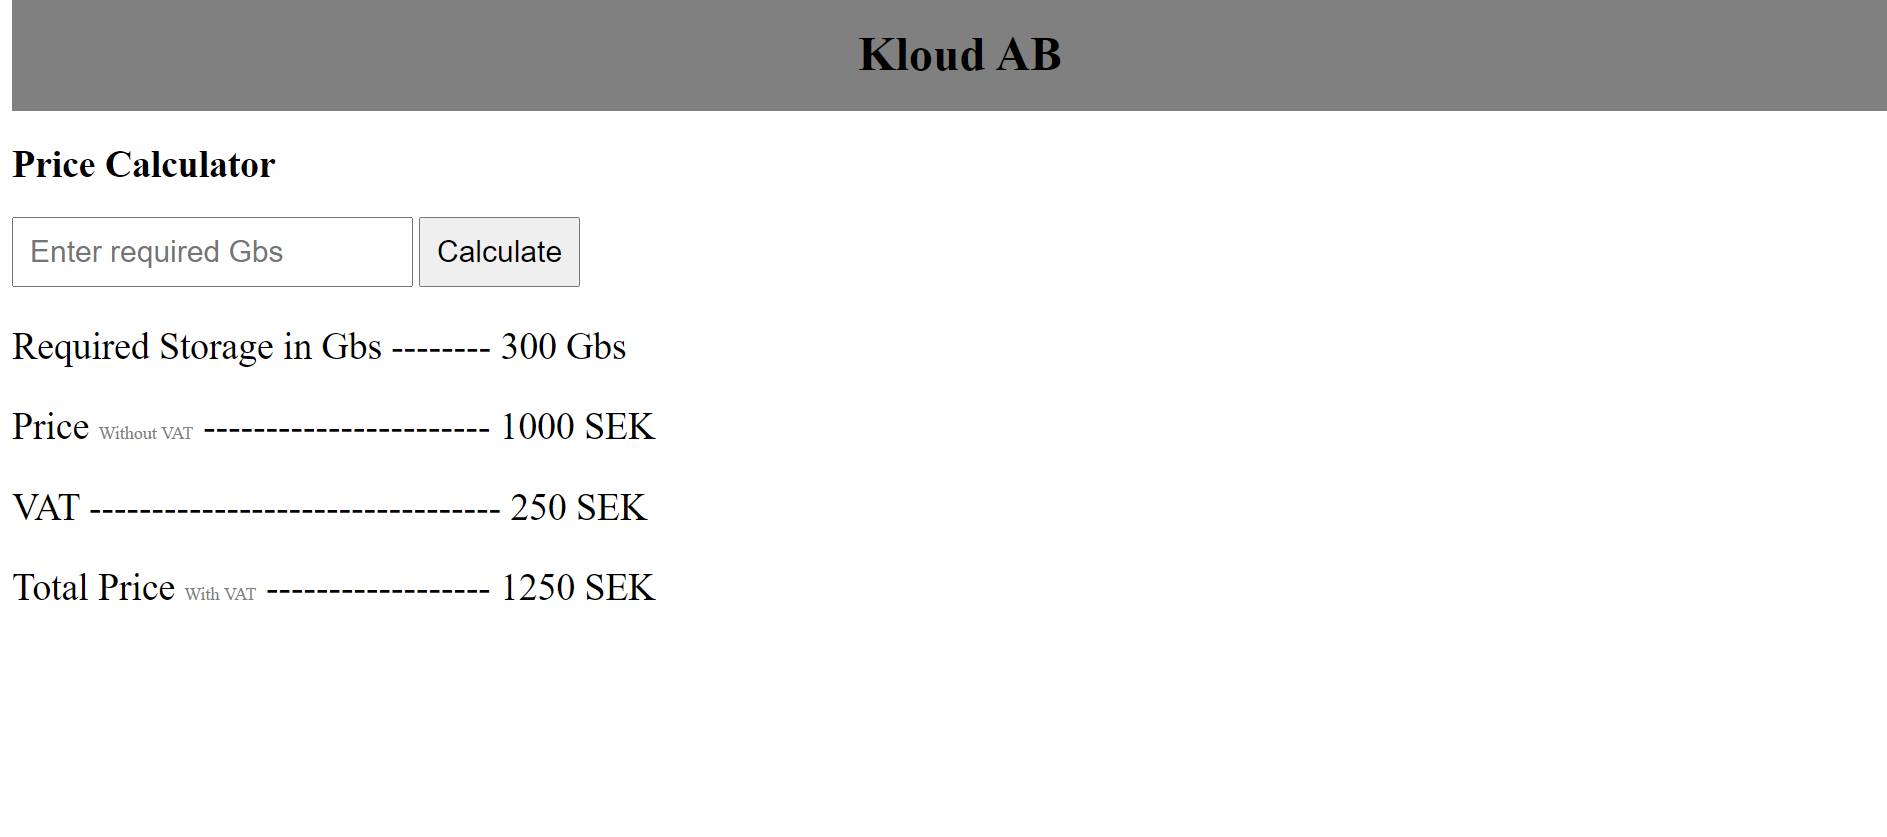 Kloud AB
Price Calculator
Enter required Gbs Calculate
Required Storage in Gbs -------- 300 Gbs
Price Without VAT ----------------------- 1000 SEK
VAT --------------------------------- 250 SEK
Total Price With VAT ------------------ 1250 SEK